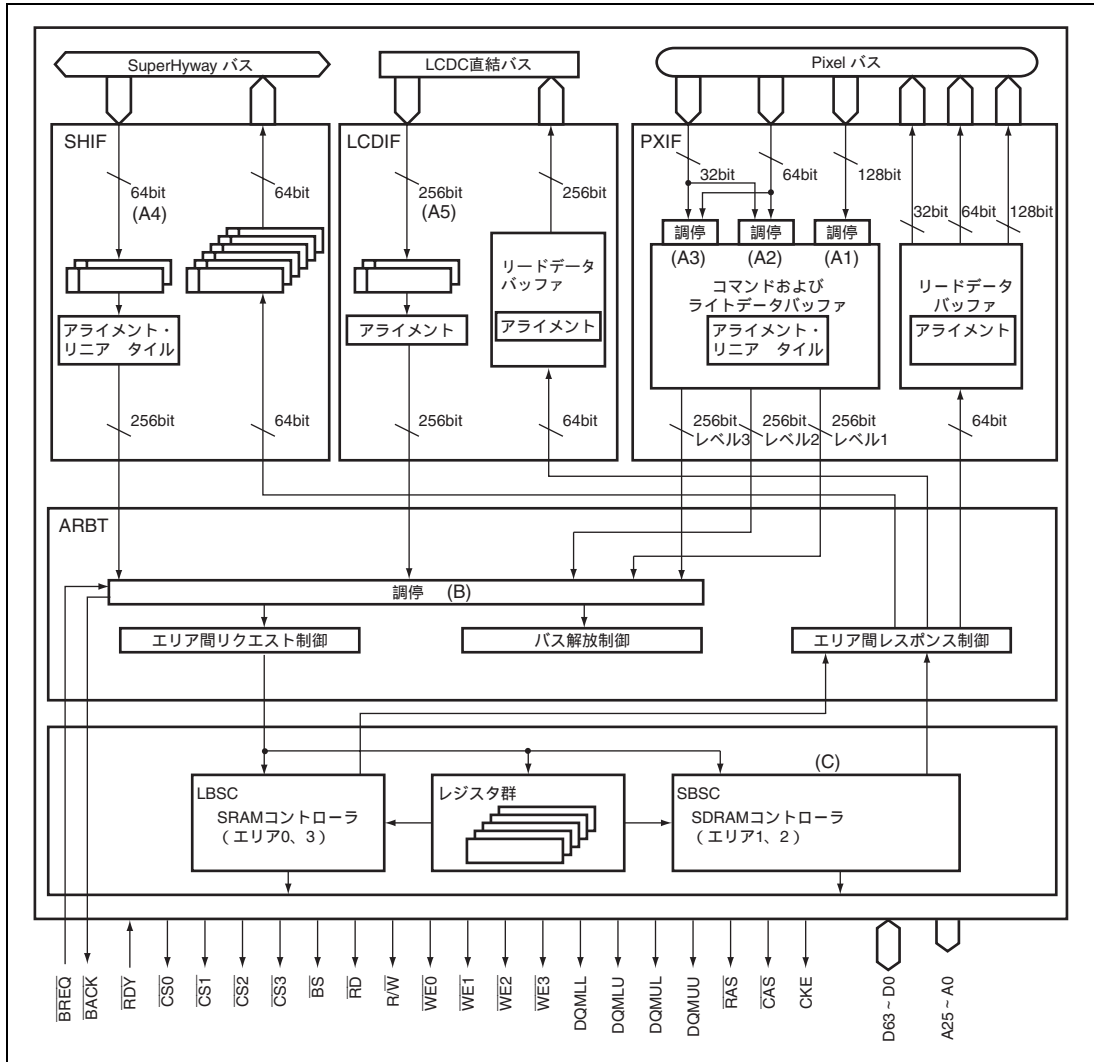 SuperHyway バス
LCDC直結バス
Pixel バス
SHIF
LCDIF
PXIF
64bit
(A4)
64bit
256bit
(A5)
256bit
32bit
64bit
128bit
32bit
64bit
128bit
調停
調停
調停
(A3)
(A2)
(A1)
リードデータ
バッファ
アライメント
コマンドおよび
ライトデータバッファ
アライメント・
リニア タイル
リードデータ
バッファ
アライメント
アライメント・
リニア タイル
アライメント
256bit
64bit
256bit
64bit
256bit
レベル3
256bit
レベル2
256bit
レベル1
64bit
ARBT
調停 (B)
エリア間リクエスト制御
バス解放制御
エリア間レスポンス制御
(C)
LBSC
SRAMコントローラ
(エリア0、3)
レジスタ群
SBSC
SDRAMコントローラ
(エリア1、2)
BREQ
BACK
RDY
CS0
CS1
CS2
CS3
BS
RD
R/W
WE0
WE1
WE2
WE3
DQMLL
DQMLU
DQMUL
DQMUU
RAS
CAS
CKE
D63~D0
A25~A0